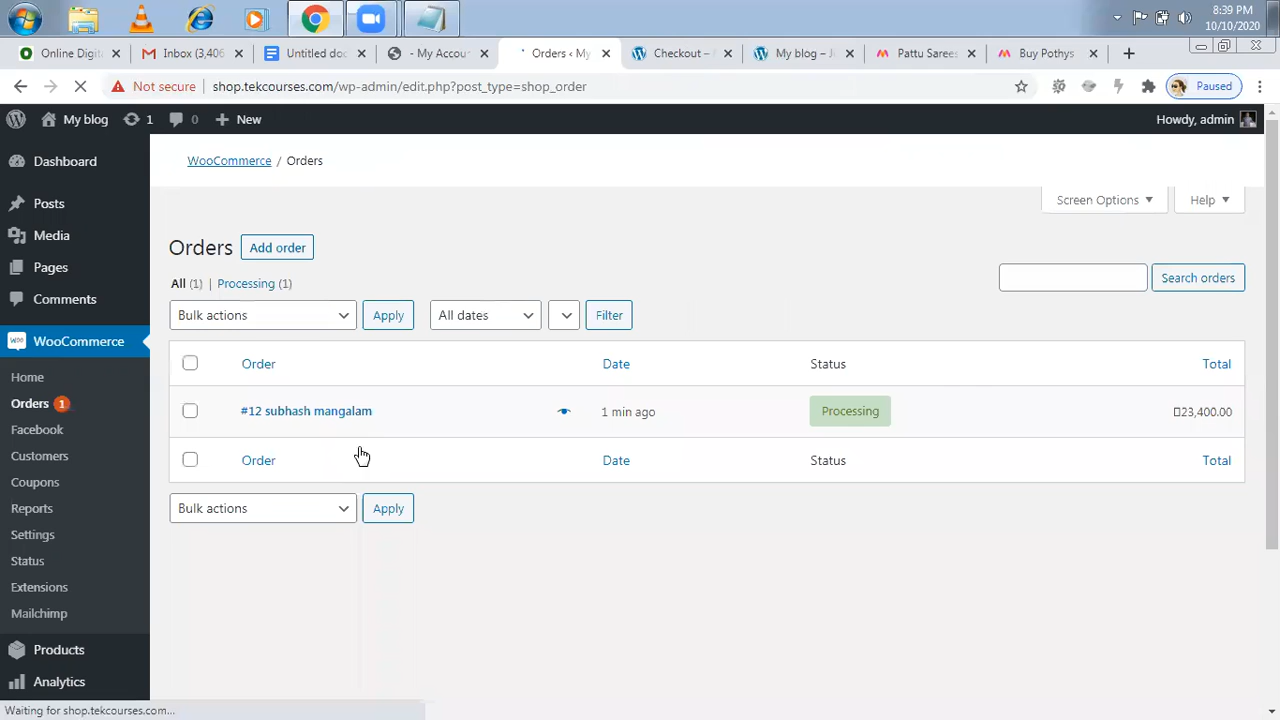 8:39 PM
10/10/2020
Online Digit
Inbox (3,406
Untitled doc
- My Accou
Orders ‹ My
Checkout –
My blog – J
Pattu Sarees
Buy Pothys
Not secure
shop.tekcourses.com/wp-admin/edit.php?post_type=shop_order
Paused
My blog
1
0
New
Howdy, admin
Dashboard
Posts
Media
Pages
Comments
WooCommerce
Home
Orders 1
Facebook
Customers
Coupons
Reports
Settings
Status
Extensions
Mailchimp
Products
Analytics
WooCommerce / Orders
Screen Options
Help
Orders
Add order
All (1) | Processing (1)
Search orders
Bulk actions
Apply
All dates
Filter
Order
Date
Status
Total
#12 subhash mangalam
1 min ago
Processing
23,400.00
Order
Date
Status
Total
Bulk actions
Apply
Waiting for shop.tekcourses.com...